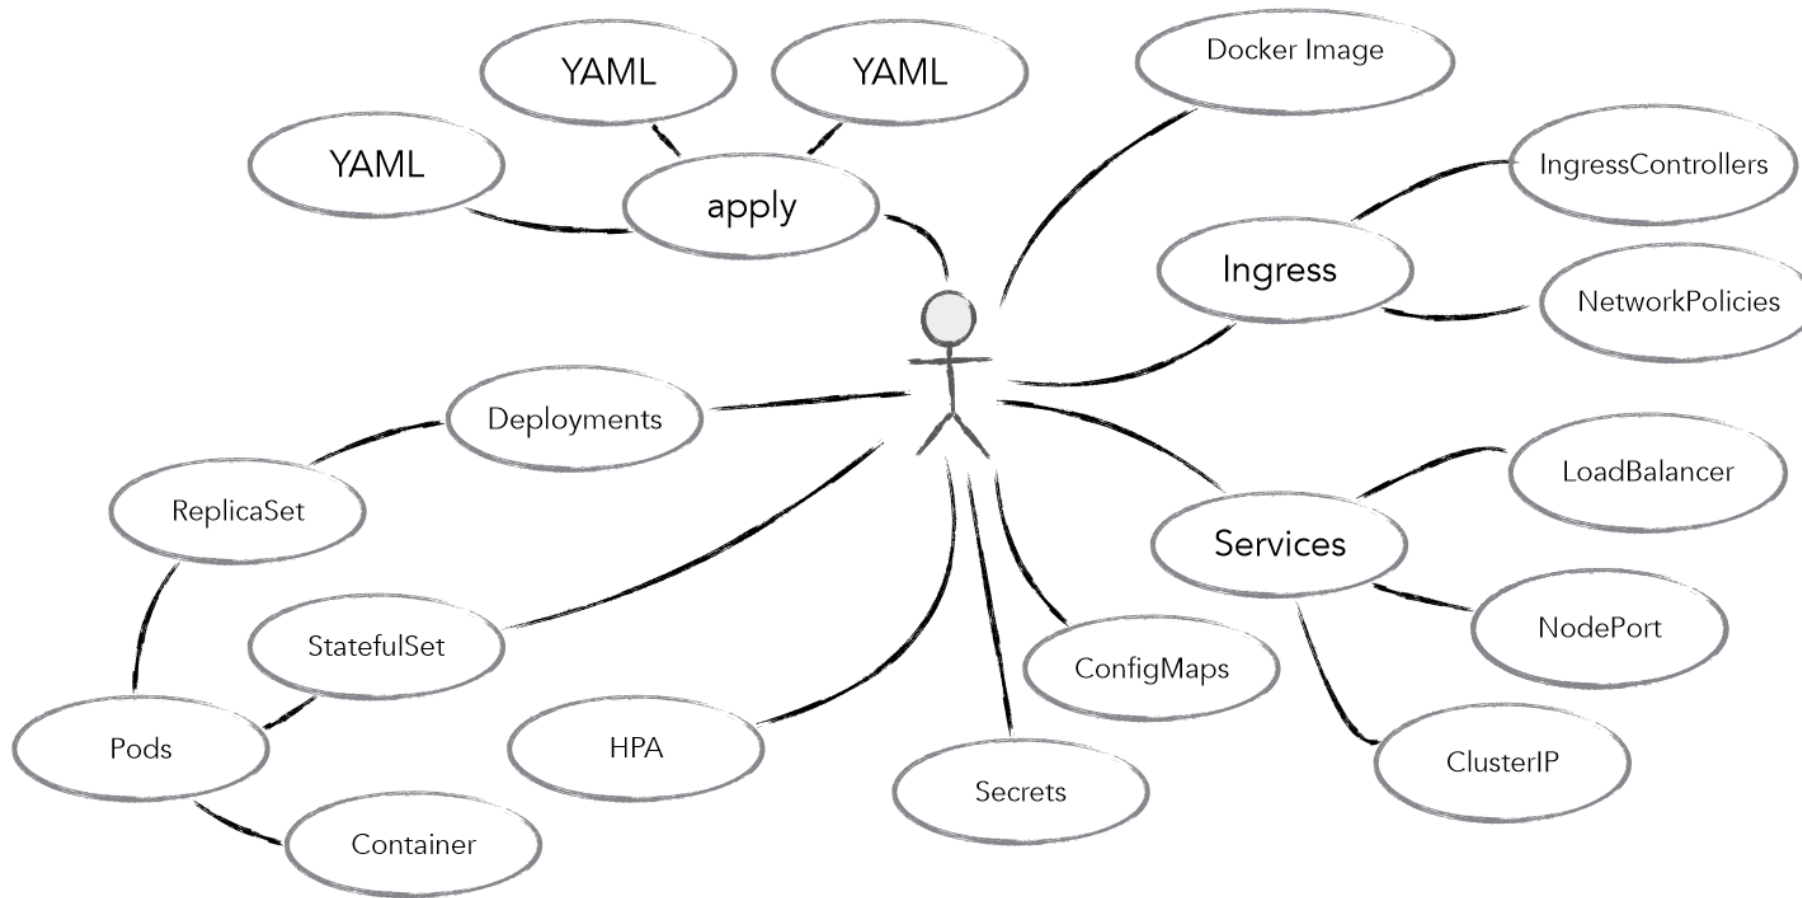 YAML
YAML
Docker Image
YAML
apply
IngressControllers
Ingress
NetworkPolicies
Deployments
LoadBalancer
ReplicaSet
Services
NodePort
StatefulSet
ConfigMaps
Pods
HPA
ClusterIP
Secrets
Container